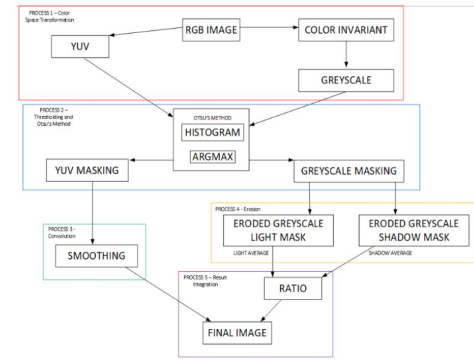 PROCESS 1 – Color
Space Transformation
RGB IMAGE
COLOR INVARIANT
YUV
GREYSCALE
PROCESS 2 –
Thresholding and
Otsu's Method
OTSU'S METHOD
HISTOGRAM
ARGMAX
YUV MASKING
GREYSCALE MASKING
PROCESS 3 -
Convolution
SMOOTHING
PROCESS 4 - Erosion
ERODED GREYSCALE
LIGHT MASK
ERODED GREYSCALE
SHADOW MASK
LIGHT AVERAGE
SHADOW AVERAGE
PROCESS 5 – Result
Integration
RATIO
FINAL IMAGE